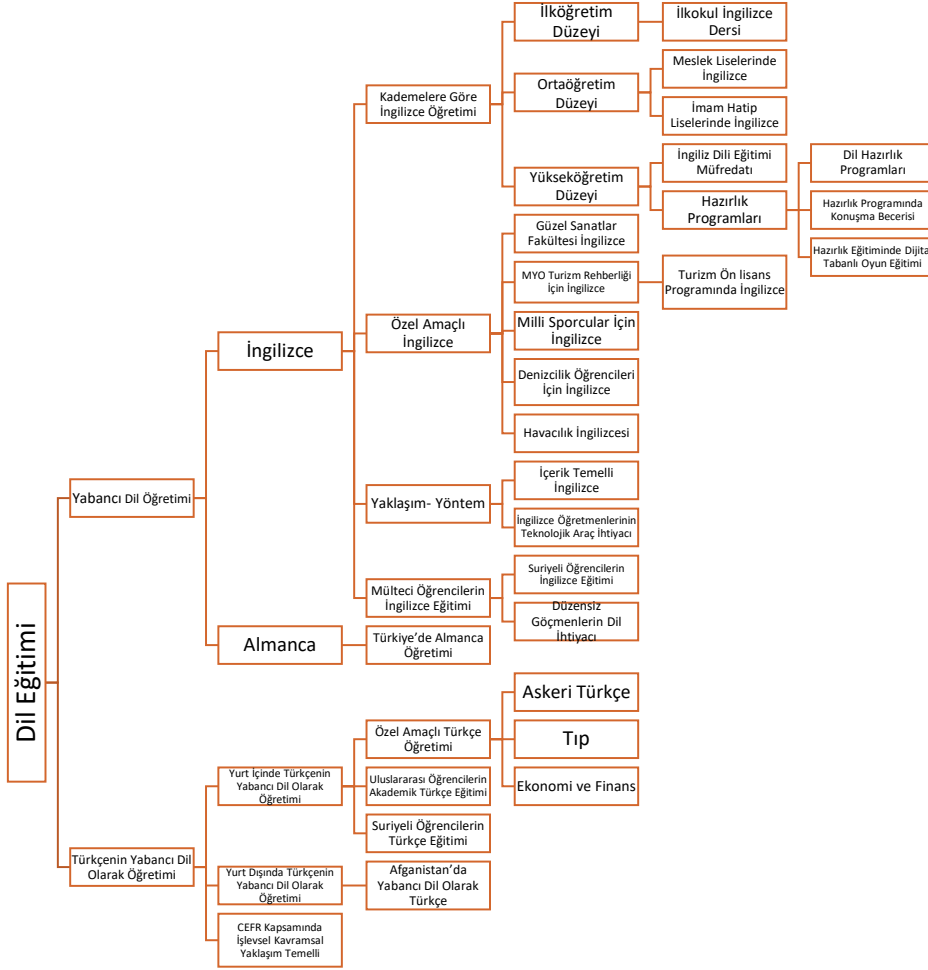 Dil Eğitimi
Yabancı Dil Öğretimi
İngilizce
Kademelere Göre
İngilizce Öğretimi
İlköğretim
Düzeyi
İlkokul İngilizce
Dersi
Ortaöğretim
Düzeyi
Meslek Liselerinde
İngilizce
İmam Hatip
Liselerinde İngilizce
Yükseköğretim
Düzeyi
İngiliz Dili Eğitimi
Müfredatı
Hazırlık
Programları
Dil Hazırlık
Programları
Hazırlık Programında
Konuşma Becerisi
Hazırlık Eğitiminde Dijita
Tabanlı Oyun Eğitimi
Özel Amaçlı
İngilizce
Güzel Sanatlar
Fakültesi İngilizce
MYO Turizm Rehberliği
İçin İngilizce
Turizm Ön lisans
Programında İngilizce
Milli Sporcular İçin
İngilizce
Denizcilik Öğrencileri
İçin İngilizce
Havacılık İngilizcesi
Yaklaşım- Yöntem
İçerik Temelli
İngilizce
İngilizce Öğretmenlerinin
Teknolojik Araç İhtiyacı
Mülteci Öğrencilerin
İngilizce Eğitimi
Suriyeli Öğrencilerin
İngilizce Eğitimi
Düzensiz
Göçmenlerin Dil
İhtiyacı
Almanca
Türkiye’de Almanca
Öğretimi
Türkçenin Yabancı Dil
Olarak Öğretimi
Yurt İçinde Türkçenin
Yabancı Dil Olarak
Öğretimi
Özel Amaçlı Türkçe
Öğretimi
Askeri Türkçe
Tıp
Ekonomi ve Finans
Uluslararası Öğrencilerin
Akademik Türkçe Eğitimi
Suriyeli Öğrencilerin
Türkçe Eğitimi
Yurt Dışında Türkçenin
Yabancı Dil Olarak
Öğretimi
Afganistan’da
Yabancı Dil Olarak
Türkçe
CEFR Kapsamında
İşlevsel Kavramsal
Yaklaşım Temelli